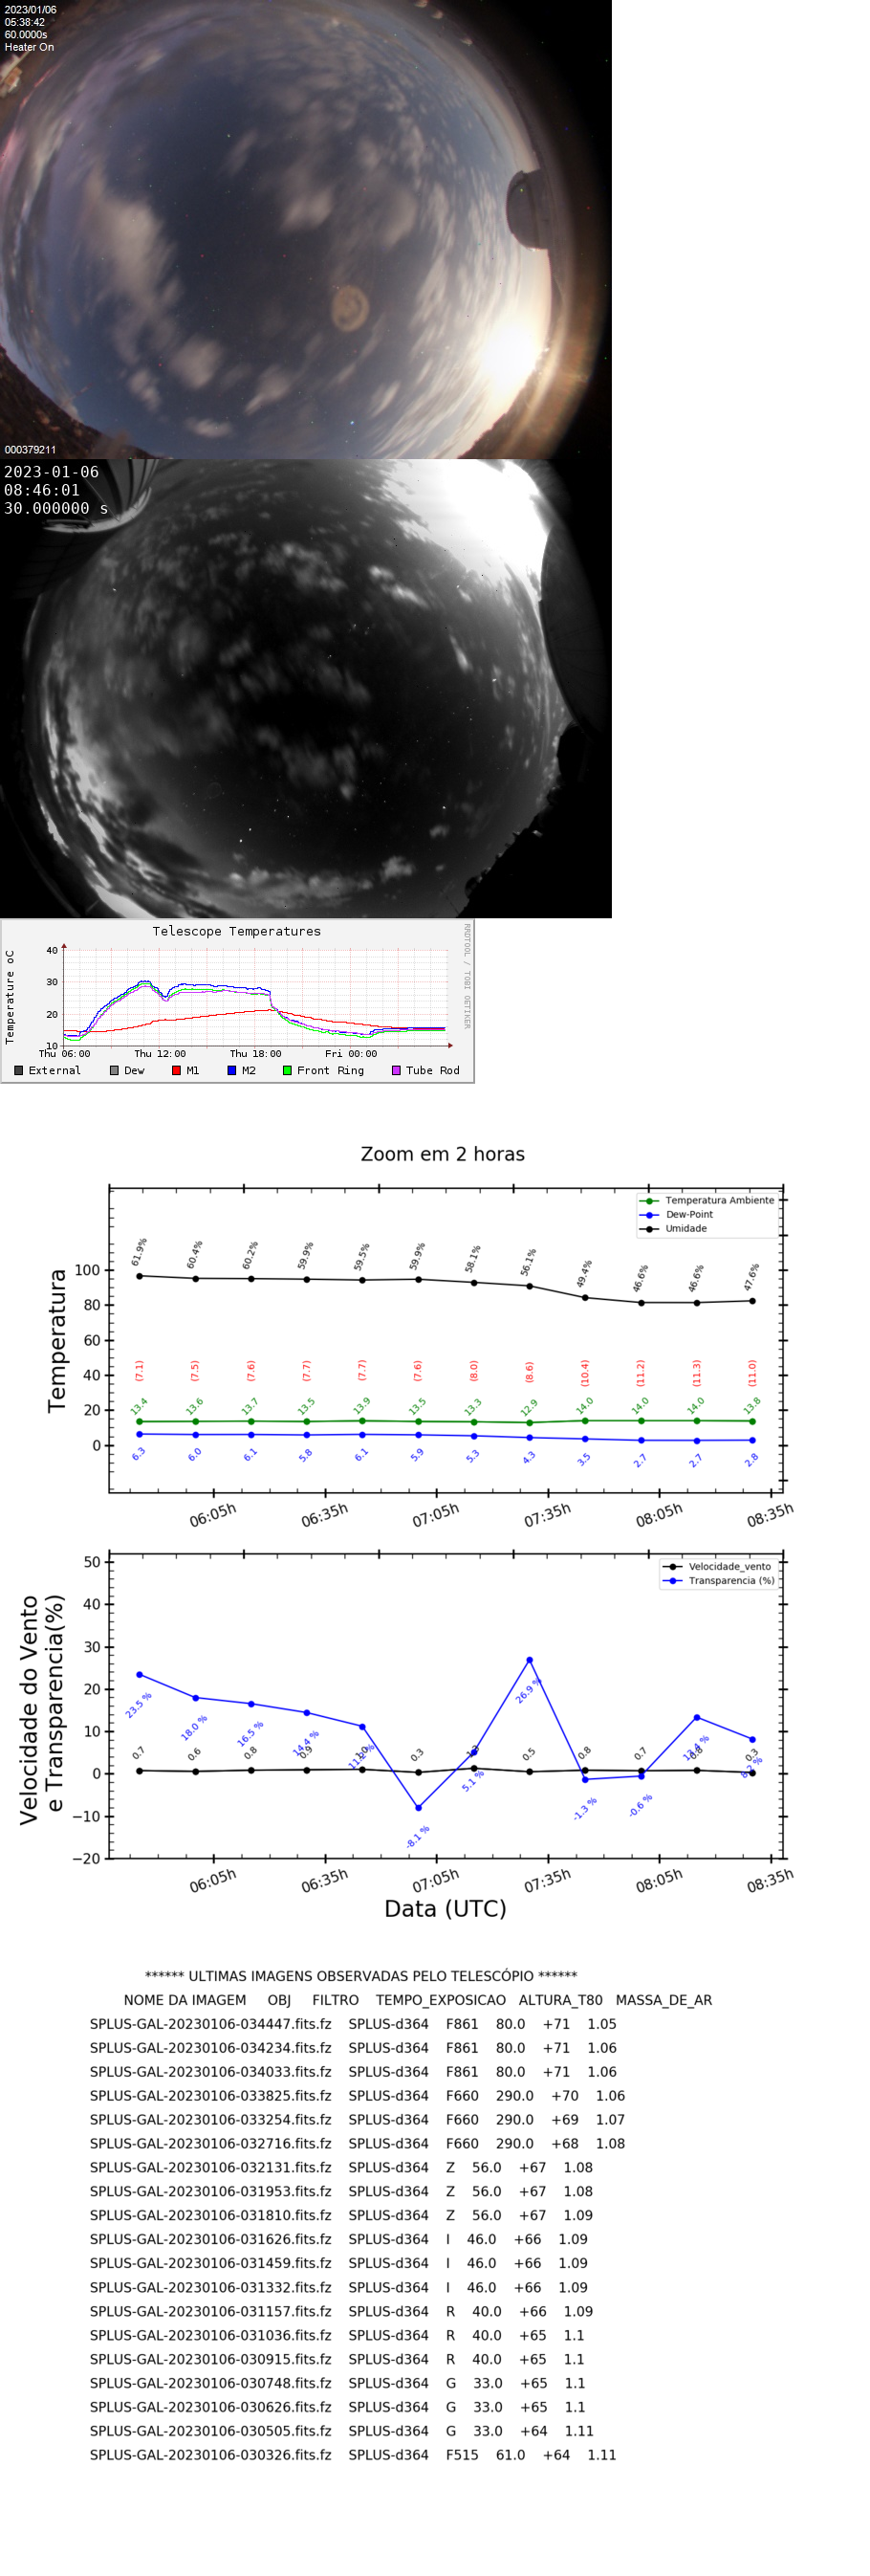 2023/01/06
05:38:42
60.0000s
Heater On
000379211
2023-01-06
08:46:01
30.000000 s
Telescope Temperatures
RRDTOOL / TOBI OETIKER
Temperature oC
40
30
20
10
Thu 06:00 Thu 12:00 Thu 18:00 Fri 00:00
External Dew M1 M2 Front Ring Tube Rod
Zoom em 2 horas
Temperatura Ambiente
Dew-Point
Umidade
Temperatura
100
80
60
40
20
0
61.9% 60.4% 60.2% 59.9% 59.5% 59.9% 58.1% 56.1% 49.4% 46.6% 46.6% 47.6%
(7.1) (7.5) (7.6) (7.7) (7.7) (7.6) (8.0) (8.6) (10.4) (11.2) (11.3) (11.0)
13.4 13.6 13.7 13.5 13.9 13.5 13.3 12.9 14.0 14.0 14.0 13.8
6.3 6.0 6.1 5.8 6.1 5.9 5.3 4.3 3.5 2.7 2.7 2.8
06:05h 06:35h 07:05h 07:35h 08:05h 08:35h
Velocidade_vento
Transparencia (%)
Velocidade do Vento
e Transparencia(%)
50
40
30
20
10
0
−10
−20
23.5 % 18.0 % 16.5 % 14.4 % -8.1 % 5.1 % 26.9 % -1.3 % -0.6 %
0.7 0.6 0.8 0.9 0.3 0.5 0.8 0.7 0.3
06:05h 06:35h 07:05h 07:35h 08:05h 08:35h
Data (UTC)
****** ULTIMAS IMAGENS OBSERVADAS PELO TELESCÓPIO ******
NOME DA IMAGEM OBJ FILTRO TEMPO_EXPOSICAO ALTURA_T80 MASSA_DE_AR
SPLUS-GAL-20230106-034447.fits.fz SPLUS-d364 F861 80.0 +71 1.05
SPLUS-GAL-20230106-034234.fits.fz SPLUS-d364 F861 80.0 +71 1.06
SPLUS-GAL-20230106-034033.fits.fz SPLUS-d364 F861 80.0 +71 1.06
SPLUS-GAL-20230106-033825.fits.fz SPLUS-d364 F660 290.0 +70 1.06
SPLUS-GAL-20230106-033254.fits.fz SPLUS-d364 F660 290.0 +69 1.07
SPLUS-GAL-20230106-032716.fits.fz SPLUS-d364 F660 290.0 +68 1.08
SPLUS-GAL-20230106-032131.fits.fz SPLUS-d364 Z 56.0 +67 1.08
SPLUS-GAL-20230106-031953.fits.fz SPLUS-d364 Z 56.0 +67 1.08
SPLUS-GAL-20230106-031810.fits.fz SPLUS-d364 Z 56.0 +67 1.09
SPLUS-GAL-20230106-031626.fits.fz SPLUS-d364 I 46.0 +66 1.09
SPLUS-GAL-20230106-031459.fits.fz SPLUS-d364 I 46.0 +66 1.09
SPLUS-GAL-20230106-031332.fits.fz SPLUS-d364 I 46.0 +66 1.09
SPLUS-GAL-20230106-031157.fits.fz SPLUS-d364 R 40.0 +66 1.09
SPLUS-GAL-20230106-031036.fits.fz SPLUS-d364 R 40.0 +65 1.1
SPLUS-GAL-20230106-030915.fits.fz SPLUS-d364 R 40.0 +65 1.1
SPLUS-GAL-20230106-030748.fits.fz SPLUS-d364 G 33.0 +65 1.1
SPLUS-GAL-20230106-030626.fits.fz SPLUS-d364 G 33.0 +65 1.1
SPLUS-GAL-20230106-030505.fits.fz SPLUS-d364 G 33.0 +64 1.11
SPLUS-GAL-20230106-030326.fits.fz SPLUS-d364 F515 61.0 +64 1.11